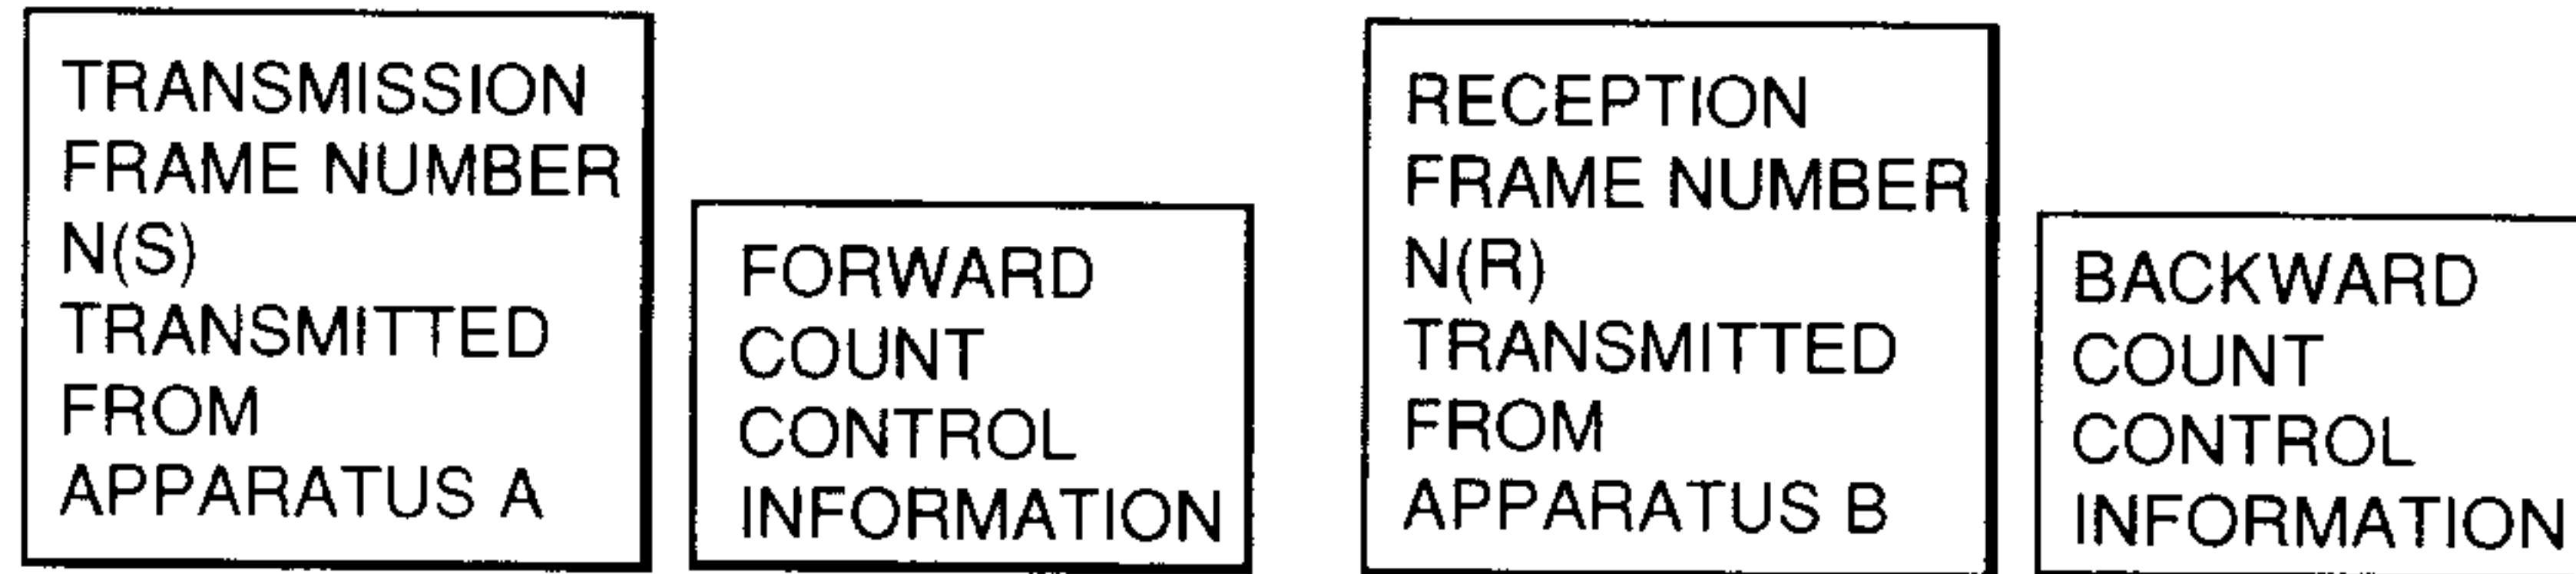 TRANSMISSION
FRAME NUMBER
N(S)
TRANSMITTED
FROM
APPARATUS A
FORWARD
COUNT
CONTROL
INFORMATION
RECEPTION
FRAME NUMBER
N(R)
TRANSMITTED
FROM
APPARATUS B
BACKWARD
COUNT
CONTROL
INFORMATION